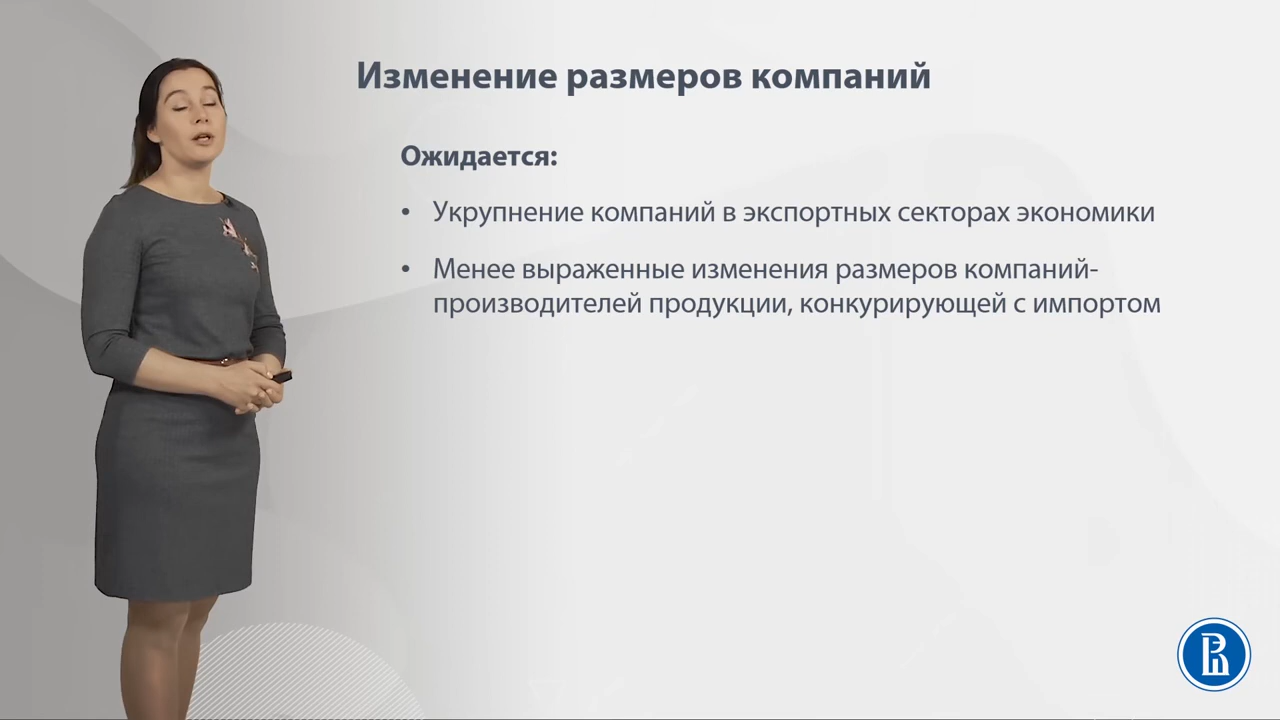 Изменение размеров компаний
Ожидается:
• Укрупнение компаний в экспортных секторах экономики
• Менее выраженные изменения размеров компаний-
производителей продукции, конкурирующей с импортом